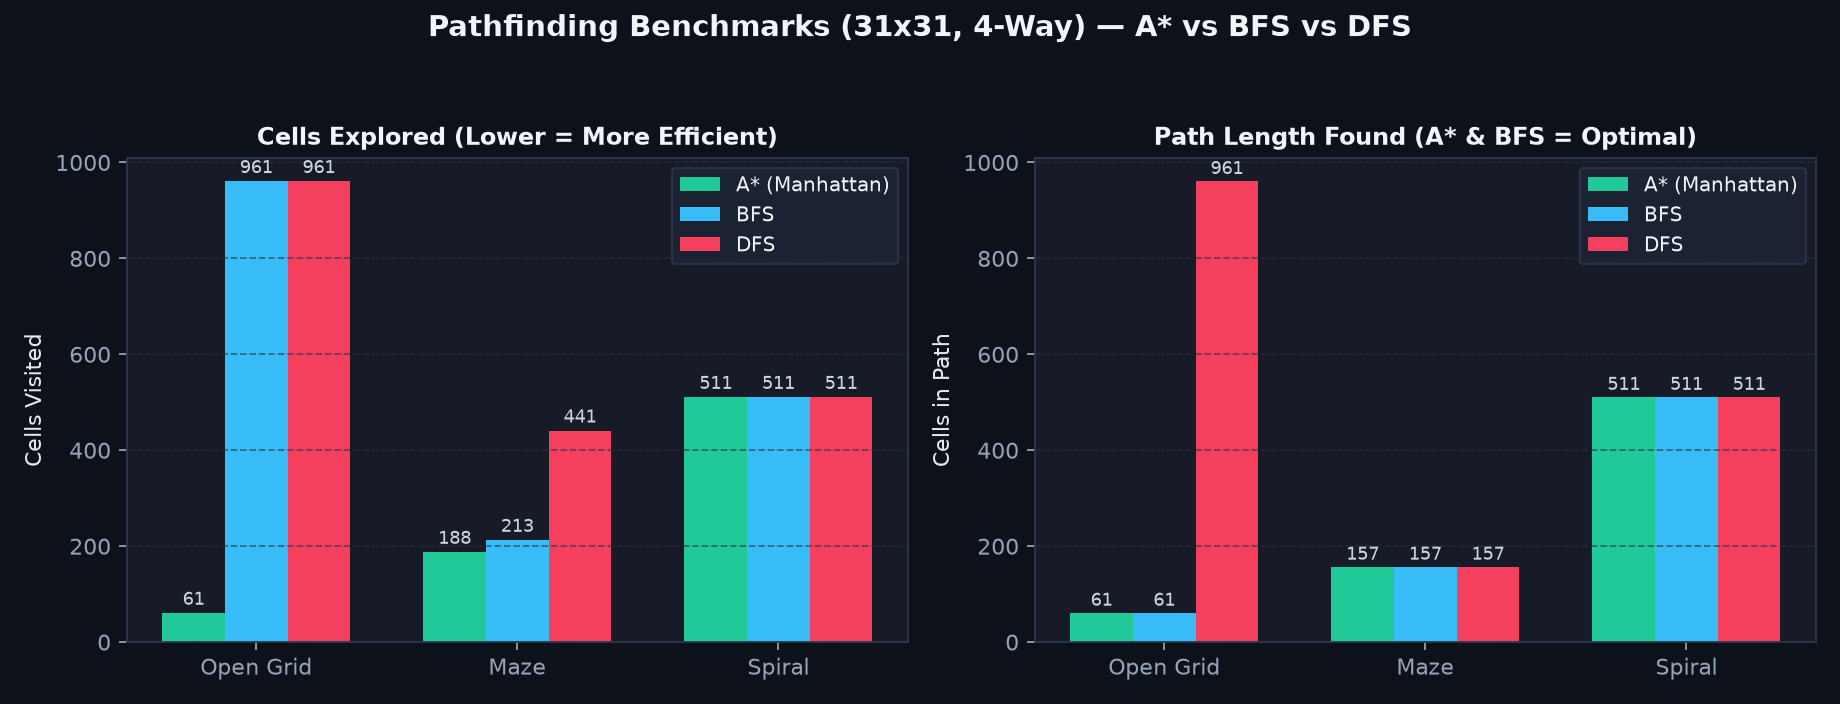 Pathfinding Benchmarks (31x31, 4-Way) — A* vs BFS vs DFS
Cells Explored (Lower = More Efficient)
1000
800
600
400
200
0
Cells Visited
961
961
61
188
213
441
511
511
511
A* (Manhattan)
BFS
DFS
Open Grid
Maze
Spiral
Path Length Found (A* & BFS = Optimal)
1000
800
600
400
200
0
Cells in Path
961
61
61
157
157
157
511
511
511
A* (Manhattan)
BFS
DFS
Open Grid
Maze
Spiral